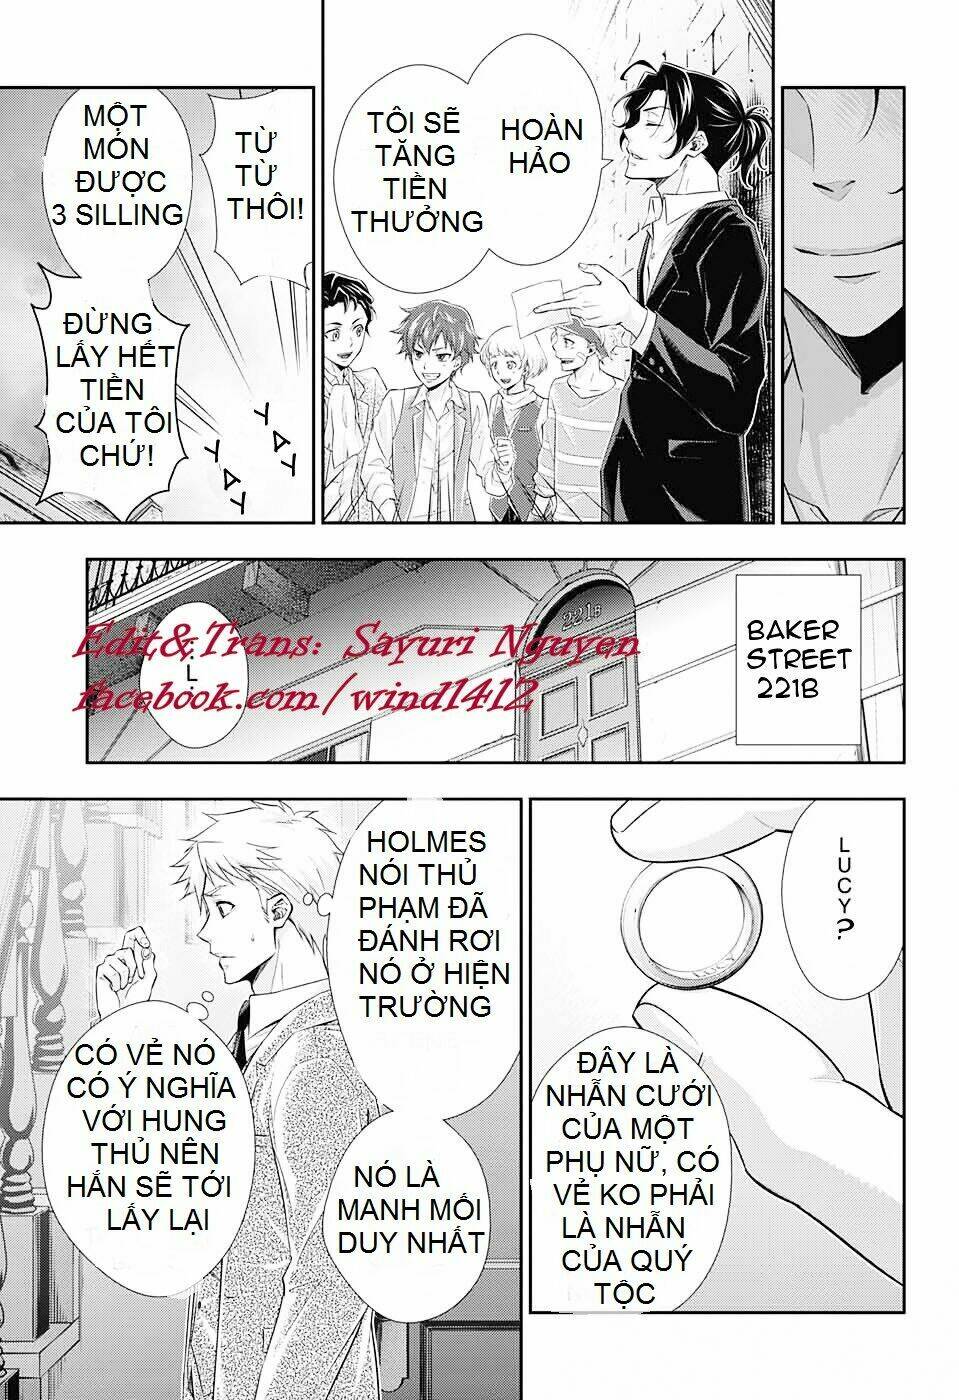 HOÀN
HẢO
TÔI SẼ
TĂNG
TIỀN
THƯỞNG
TỪ
TỪ
THÔI!
MỘT
MÓN
ĐƯỢC
3 SILLING
ĐỪNG
LẤY HẾT
TIỀN
CỦA TÔI
CHỨ!
YAY
YAY
221B
BAKER
STREET
221B
L
Edit&Trans: Sayuri Nguyen
facebook.com/wind1412
LUCY?
LUCY
ĐÂY LÀ
NHẪN CƯỚI
CỦA MỘT
PHỤ NỮ, CÓ
VẺ KO PHẢI
LÀ NHẪN
CỦA QUÝ
TỘC
HOLMES
NÓI THỦ
PHẠM ĐÃ
ĐÁNH RƠI
NÓ Ở HIỆN
TRƯỜNG
NÓ LÀ
MANH MỐI
DUY NHẤT
CÓ VẺ NÓ
CÓ Ý NGHĨA
VỚI HUNG
THỦ NÊN
HẮN SẼ TỚI
LẤY LẠI